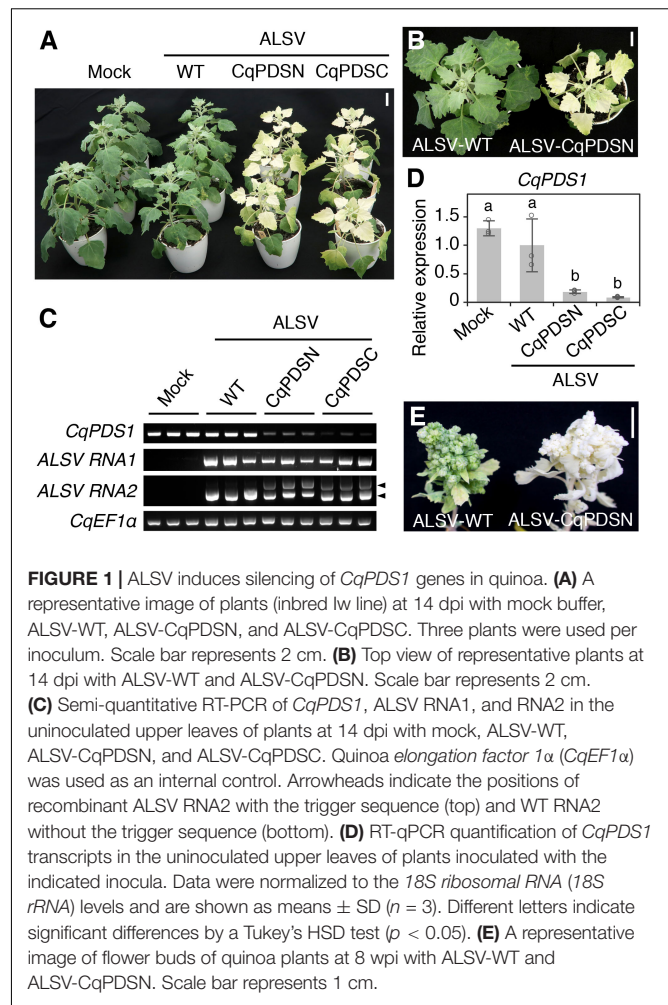 A
ALSV
Mock WT CqPDSN CqPDSC
B
ALSV-WT ALSV-CqPDSN
D
CqPDS1
Relative expression
1.5
1.0
0.5
0
a a b b
Mock WT CqPDSN CqPDSC
ALSV
C
ALSV
Mock WT CqPDSN CqPDSC
CqPDS1
ALSV RNA1
ALSV RNA2
CqEF1α
E
ALSV-WT ALSV-CqPDSN
FIGURE 1 | ALSV induces silencing of CqPDS1 genes in quinoa. (A) A
representative image of plants (inbred Iw line) at 14 dpi with mock buffer,
ALSV-WT, ALSV-CqPDSN, and ALSV-CqPDSC. Three plants were used per
inoculum. Scale bar represents 2 cm. (B) Top view of representative plants at
14 dpi with ALSV-WT and ALSV-CqPDSN. Scale bar represents 2 cm.
(C) Semi-quantitative RT-PCR of CqPDS1, ALSV RNA1, and RNA2 in the
uninoculated upper leaves of plants at 14 dpi with mock, ALSV-WT,
ALSV-CqPDSN, and ALSV-CqPDSC. Quinoa elongation factor 1α (CqEF1α)
was used as an internal control. Arrowheads indicate the positions of
recombinant ALSV RNA2 with the trigger sequence (top) and WT RNA2
without the trigger sequence (bottom). (D) RT-qPCR quantification of CqPDS1
transcripts in the uninoculated upper leaves of plants inoculated with the
indicated inocula. Data were normalized to the 18S ribosomal RNA (18S
rRNA) levels and are shown as means ± SD (n = 3). Different letters indicate
significant differences by a Tukey's HSD test (p < 0.05). (E) A representative
image of flower buds of quinoa plants at 8 wpi with ALSV-WT and
ALSV-CqPDSN. Scale bar represents 1 cm.